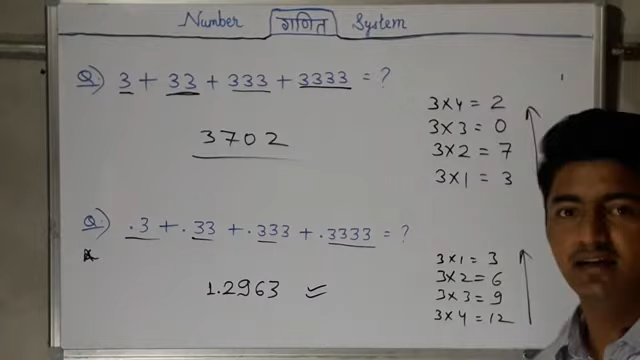 Number गणित System
Q.) 3 + 33 + 333 + 3333 = ?
3702
3×4 = 2
3×3 = 0
3×2 = 7
3×1 = 3
Q.) .3 + .33 + .333 + .3333 = ?
1.2963
3×1 = 3
3×2 = 6
3×3 = 9
3×4 = 12